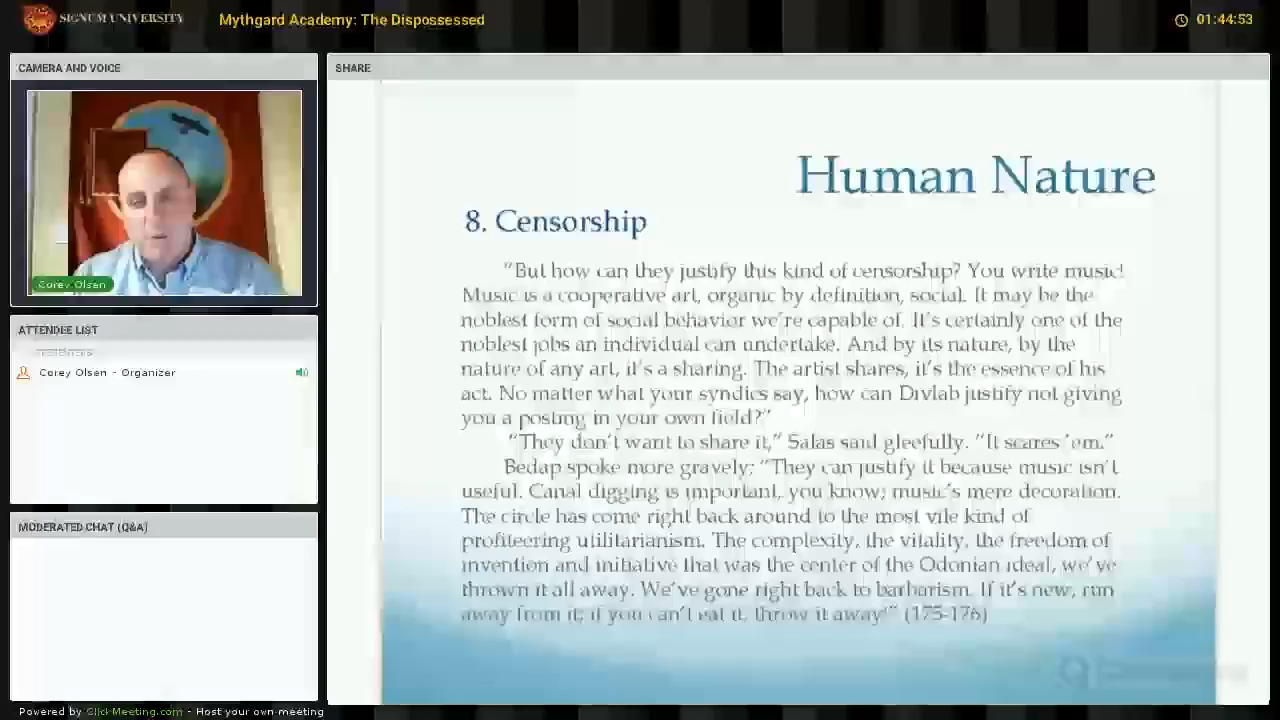 SIGNUM UNIVERSITY
Mythgard Academy: The Dispossessed
01:44:53
CAMERA AND VOICE
Corey Olsen
ATTENDEE LIST
Corey Olsen - Organizer
MODERATED CHAT (Q&A)
Powered by ClickMeeting.com - Host your own meeting
SHARE
Human Nature
8. Censorship
"But how can they justify this kind of censorship? You write music!
Music is a cooperative art, organic by definition, social. It may be the
noblest form of social behavior we're capable of. It's certainly one of the
noblest jobs an individual can undertake. And by its nature, by the
nature of any art, it's a sharing. The artist shares, it's the essence of his
act. No matter what your syndics say, how can Divlab justify not giving
you a posting in your own field?"
"They don't want to share it," Salas said gleefully. "It scares 'em."
Bedap spoke more gravely: "They can justify it because music isn't
useful. Canal digging is important, you know; music's mere decoration.
The circle has come right back around to the most vile kind of
profiteering utilitarianism. The complexity, the vitality, the freedom of
invention and initiative that was the center of the Odonian ideal, we've
thrown it all away. We've gone right back to barbarism. If it's new, run
away from it; if you can't eat it, throw it away!" (175-176)